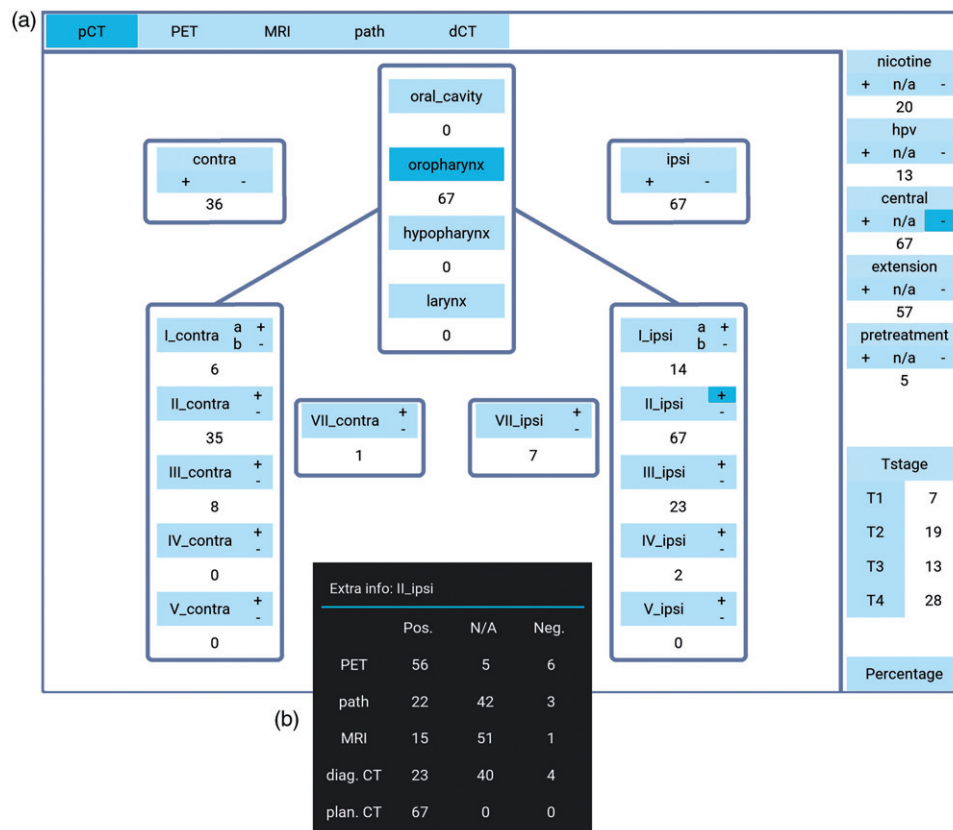 (a)
pCT PET MRI path dCT
oral_cavity
0
oropharynx
67
hypopharynx
0
larynx
0
contra
+ -
36
ipsi
+ -
67
I_contra a + b -
6
II_contra + -
35
III_contra + -
8
IV_contra + -
0
V_contra + -
0
VII_contra + -
1
VII_ipsi + -
7
I_ipsi a + b -
14
II_ipsi + -
67
III_ipsi + -
23
IV_ipsi + -
2
V_ipsi + -
0
nicotine
+ n/a -
20
hpv
+ n/a -
13
central
+ n/a -
67
extension
+ n/a -
57
pretreatment
+ n/a -
5
Tstage
T1 7
T2 19
T3 13
T4 28
Percentage
(b)
Extra info: II_ipsi
Pos. N/A Neg.
PET 56 5 6
path 22 42 3
MRI 15 51 1
diag. CT 23 40 4
plan. CT 67 0 0